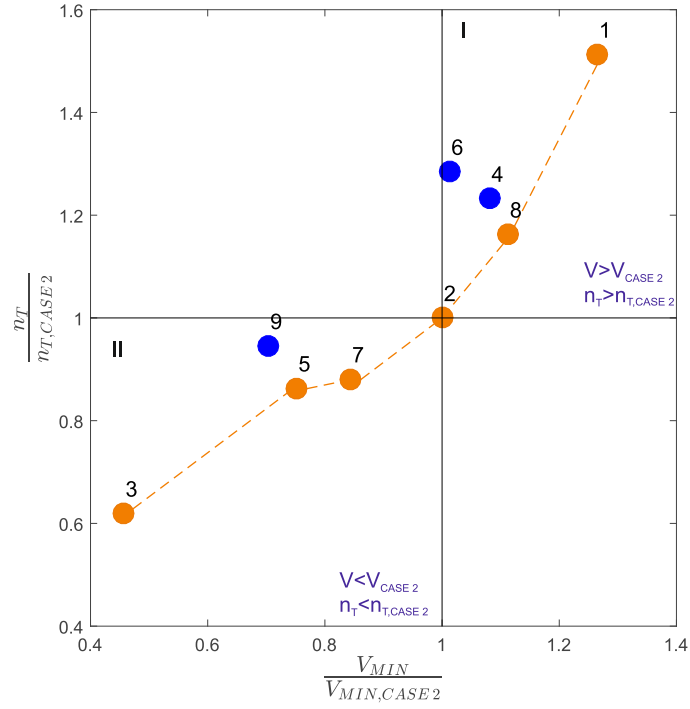 1.6
I
1
1.4
6
4
1.2
8
V>V CASE 2
n_T>n_T,CASE 2
2
n_T
n_T,CASE 2
1
9
II
5
7
0.8
3
0.6
V<V CASE 2
n_T<n_T,CASE 2
0.4
0.4
0.6
0.8
1
1.2
1.4
V_MIN
V_MIN,CASE 2